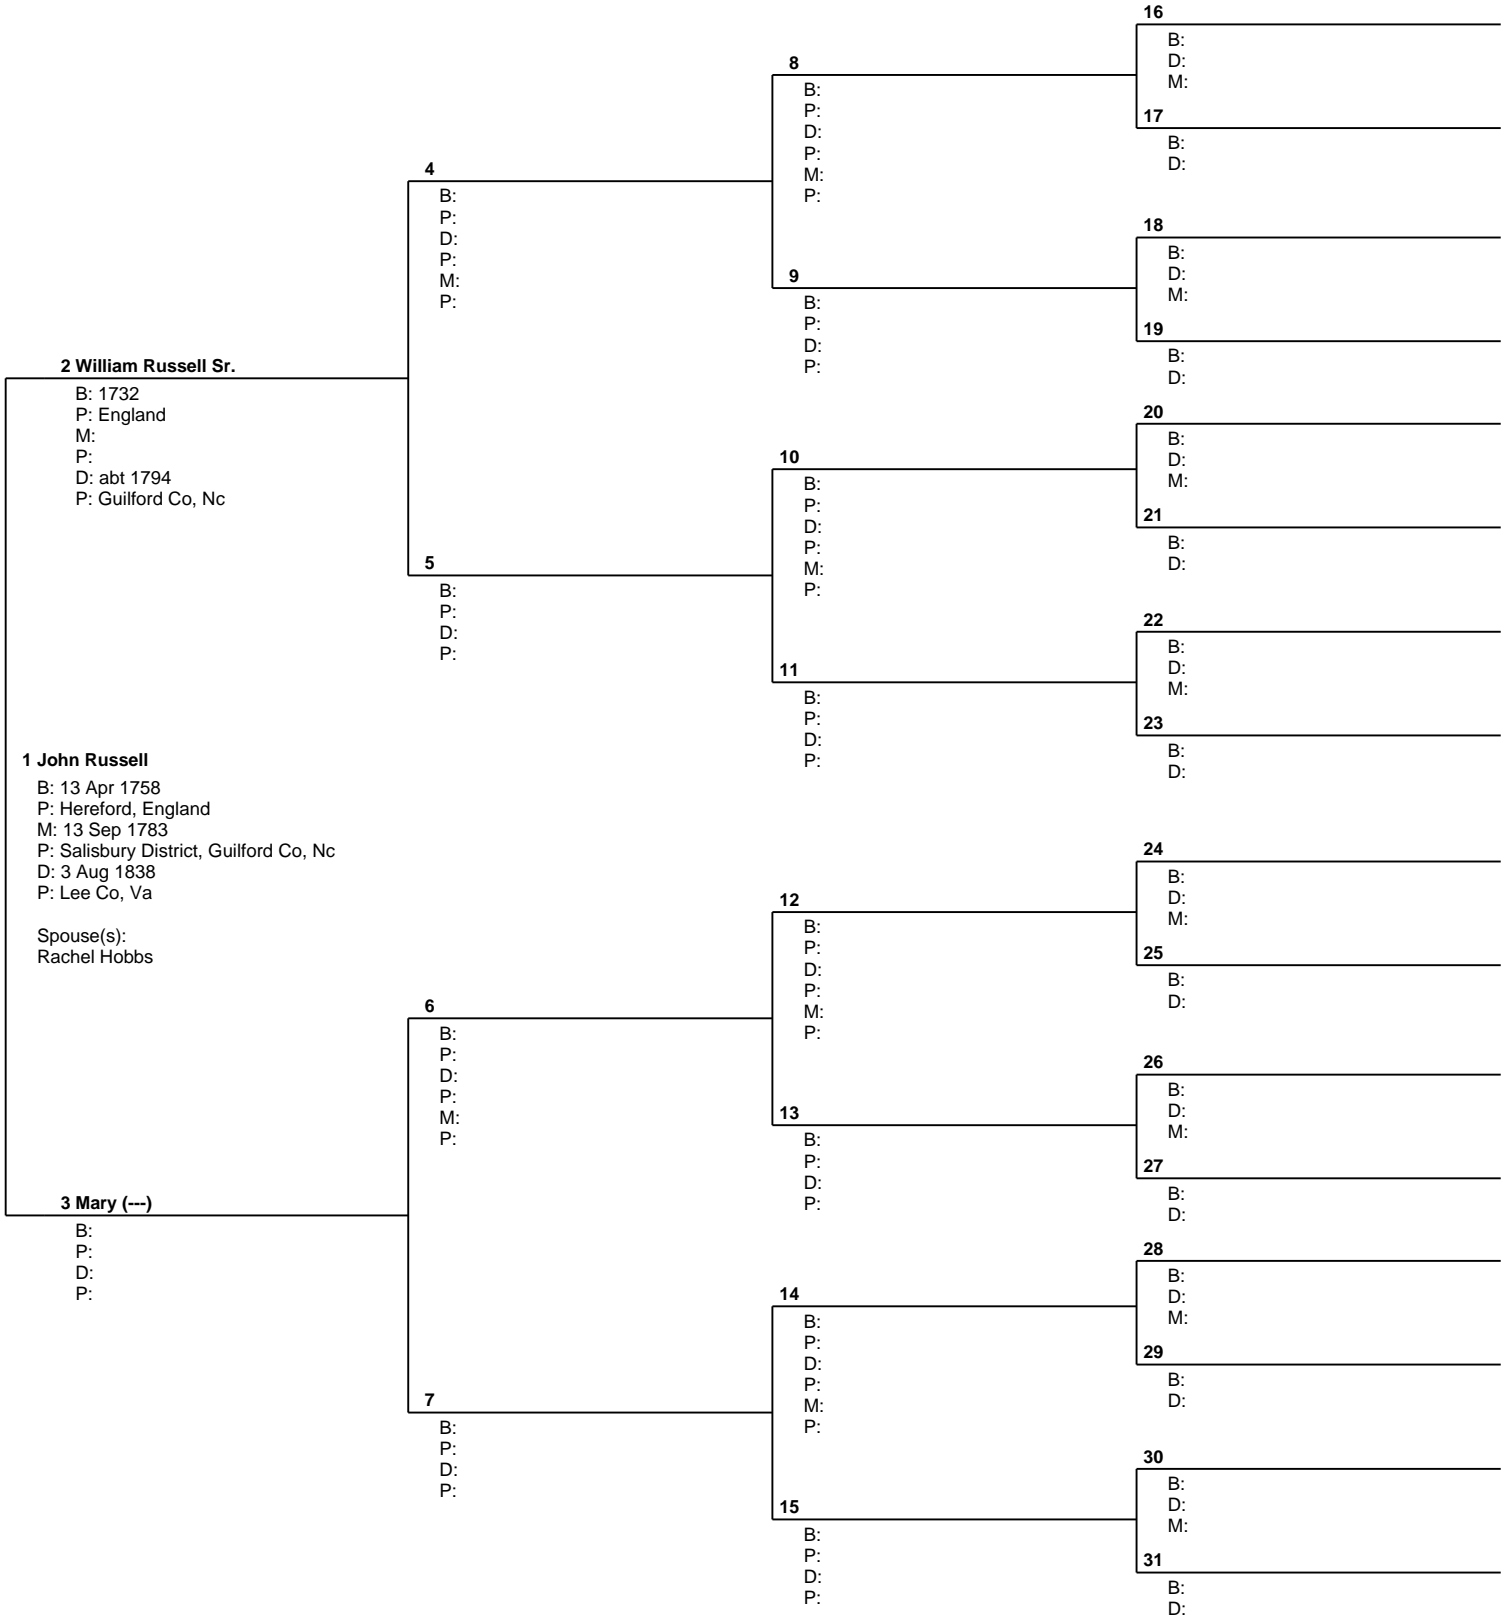 1 John Russell
B: 13 Apr 1758
P: Hereford, England
M: 13 Sep 1783
P: Salisbury District, Guilford Co, Nc
D: 3 Aug 1838
P: Lee Co, Va
Spouse(s):
Rachel Hobbs
2 William Russell Sr.
B: 1732
P: England
M:
P:
D: abt 1794
P: Guilford Co, Nc
3 Mary (---)
B:
P:
D:
P:
4
B:
P:
D:
P:
M:
P:
5
B:
P:
D:
P:
6
B:
P:
D:
P:
M:
P:
7
B:
P:
D:
P:
8
B:
P:
D:
P:
M:
P:
9
B:
P:
D:
P:
10
B:
P:
D:
P:
M:
P:
11
B:
P:
D:
P:
12
B:
P:
D:
P:
M:
P:
13
B:
P:
D:
P:
14
B:
P:
D:
P:
M:
P:
15
B:
P:
D:
P:
16
B:
D:
M:
17
B:
D:
18
B:
D:
M:
19
B:
D:
20
B:
D:
M:
21
B:
D:
22
B:
D:
M:
23
B:
D:
24
B:
D:
M:
25
B:
D:
26
B:
D:
M:
27
B:
D:
28
B:
D:
M:
29
B:
D:
30
B:
D:
M:
31
B:
D: